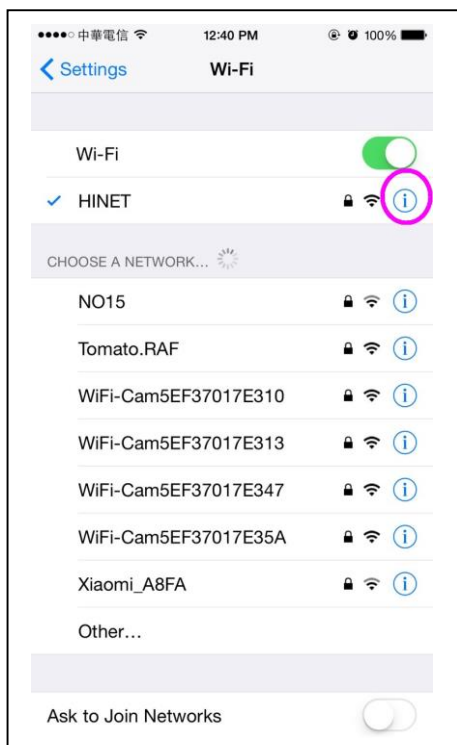 中華電信 12:40 PM 100%
Settings Wi-Fi
Wi-Fi
HINET
CHOOSE A NETWORK...
NO15
Tomato.RAF
WiFi-Cam5EF37017E310
WiFi-Cam5EF37017E313
WiFi-Cam5EF37017E347
WiFi-Cam5EF37017E35A
Xiaomi_A8FA
Other...
Ask to Join Networks